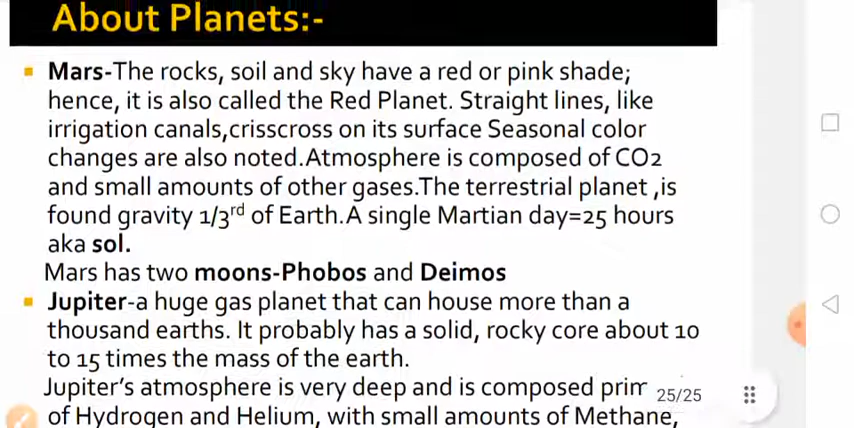 About Planets:-
Mars-The rocks, soil and sky have a red or pink shade;
hence, it is also called the Red Planet. Straight lines, like
irrigation canals,crisscross on its surface Seasonal color
changes are also noted.Atmosphere is composed of CO2
and small amounts of other gases.The terrestrial planet ,is
found gravity 1/3rd of Earth.A single Martian day=25 hours
aka sol.
Mars has two moons-Phobos and Deimos
Jupiter-a huge gas planet that can house more than a
thousand earths. It probably has a solid, rocky core about 10
to 15 times the mass of the earth.
Jupiter's atmosphere is very deep and is composed
25/25
of Hydrogen and Helium, with small amounts of Methane,